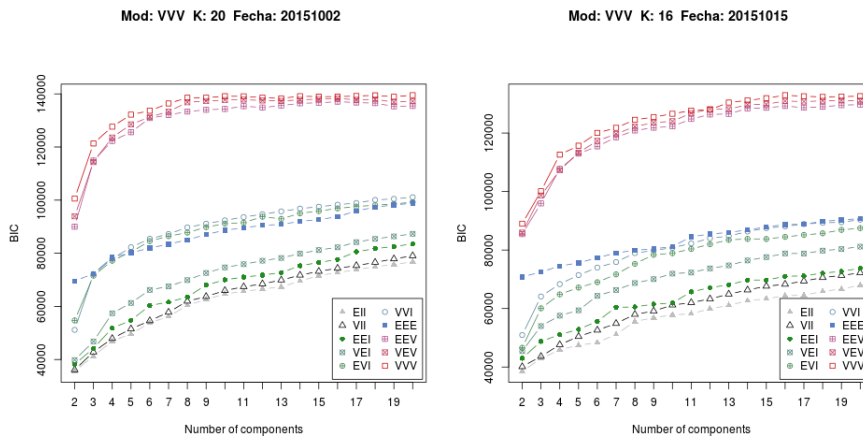 Mod: VVV K: 20 Fecha: 20151002
BIC
140000
120000
100000
80000
60000
40000
2 3 4 5 6 7 8 9 11 13 15 17 19
Number of components
EII
VII
EEI
VEI
EVI
VVI
EEE
EEV
VEV
VVV
Mod: VVV K: 16 Fecha: 20151015
BIC
120000
100000
80000
60000
40000
2 3 4 5 6 7 8 9 11 13 15 17 19
Number of components
EII
VII
EEI
VEI
EVI
VVI
EEE
EEV
VEV
VVV